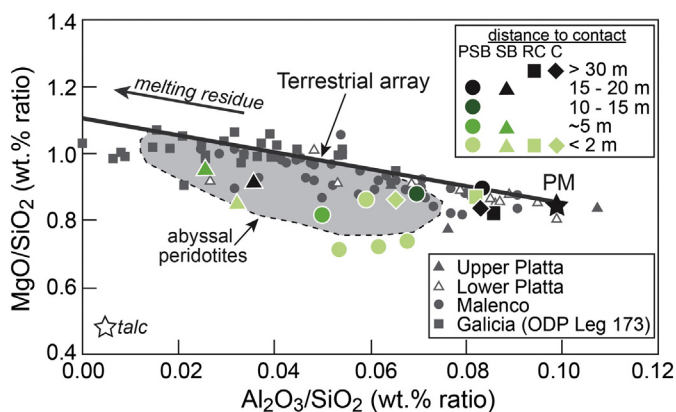 1.4
1.2
1.0
0.8
0.6
0.4
MgO/SiO2 (wt.% ratio)
0.00
0.02
0.04
0.06
0.08
0.10
0.12
Al2O3/SiO2 (wt.% ratio)
melting residue
Terrestrial array
abyssal
peridotites
talc
PM
distance to contact
PSB SB RC C
> 30 m
15 - 20 m
10 - 15 m
~5 m
< 2 m
Upper Platta
Lower Platta
Malenco
Galicia (ODP Leg 173)